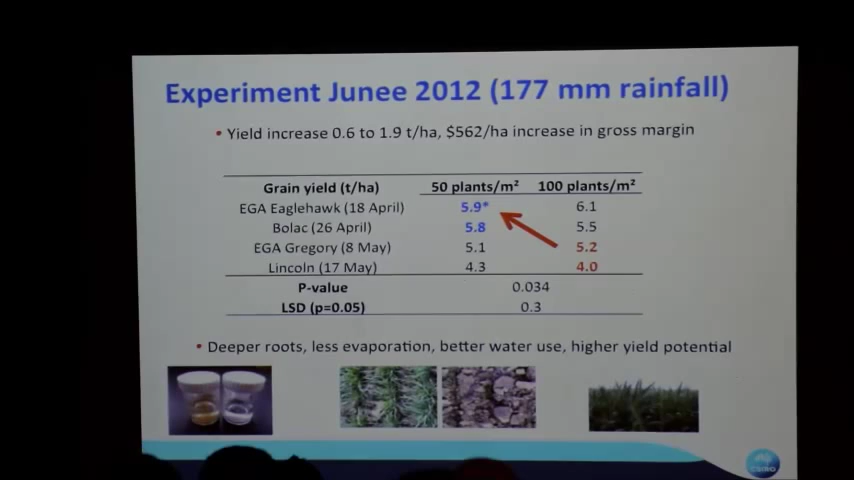 Experiment Junee 2012 (177 mm rainfall)
• Yield increase 0.6 to 1.9 t/ha, $562/ha increase in gross margin
Grain yield (t/ha) 50 plants/m² 100 plants/m²
EGA Eaglehawk (18 April) 5.9* 6.1
Bolac (26 April) 5.8 5.5
EGA Gregory (8 May) 5.1 5.2
Lincoln (17 May) 4.3 4.0
P-value 0.034
LSD (p=0.05) 0.3
• Deeper roots, less evaporation, better water use, higher yield potential
CSIRO